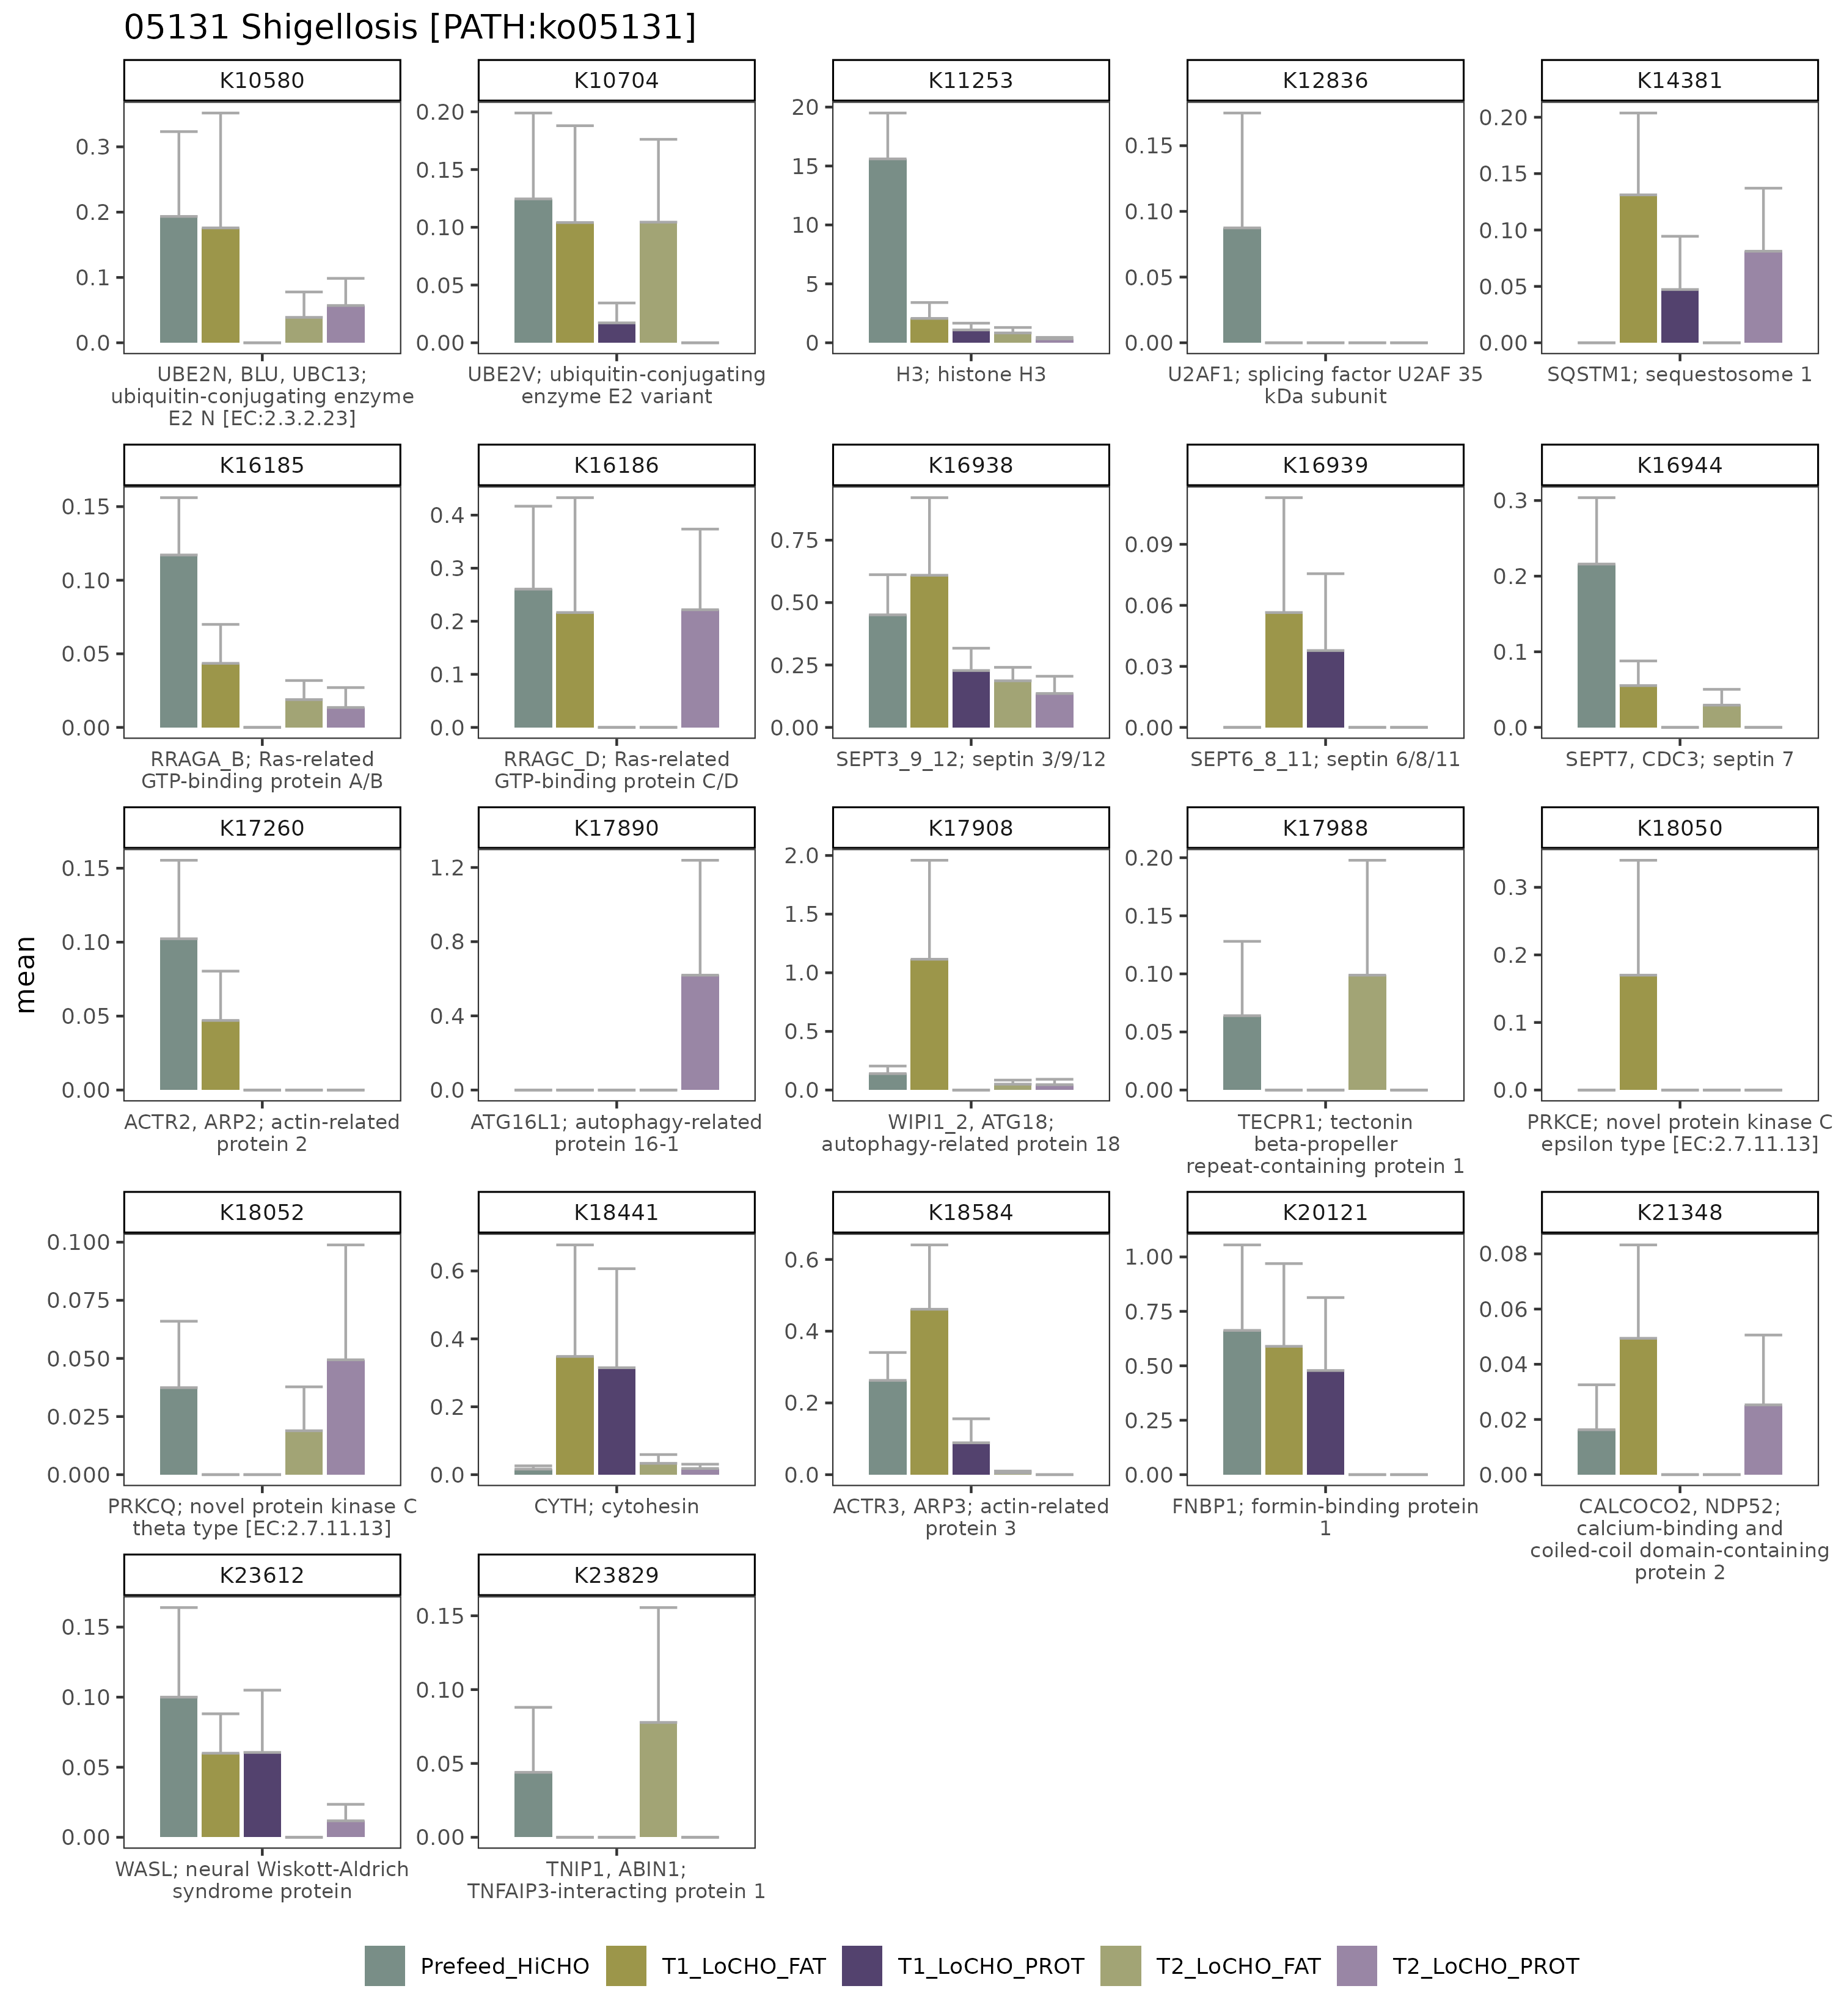 05131 Shigellosis [PATH:ko05131]
K10580
K10704
K11253
K12836
K14381
0.3
0.2
0.1
0.0
0.20
0.15
0.10
0.05
0.00
20
15
10
5
0
0.15
0.10
0.05
0.00
0.20
0.15
0.10
0.05
0.00
UBE2N, BLU, UBC13;
ubiquitin-conjugating enzyme
E2 N [EC:2.3.2.23]
UBE2V; ubiquitin-conjugating
enzyme E2 variant
H3; histone H3
U2AF1; splicing factor U2AF 35
kDa subunit
SQSTM1; sequestosome 1
K16185
K16186
K16938
K16939
K16944
0.15
0.10
0.05
0.00
0.4
0.3
0.2
0.1
0.0
0.75
0.50
0.25
0.00
0.09
0.06
0.03
0.00
0.3
0.2
0.1
0.0
RRAGA_B; Ras-related
GTP-binding protein A/B
RRAGC_D; Ras-related
GTP-binding protein C/D
SEPT3_9_12; septin 3/9/12
SEPT6_8_11; septin 6/8/11
SEPT7, CDC3; septin 7
mean
K17260
K17890
K17908
K17988
K18050
0.15
0.10
0.05
0.00
1.2
0.8
0.4
0.0
2.0
1.5
1.0
0.5
0.0
0.20
0.15
0.10
0.05
0.00
0.3
0.2
0.1
0.0
ACTR2, ARP2; actin-related
protein 2
ATG16L1; autophagy-related
protein 16-1
WIPI1_2, ATG18;
autophagy-related protein 18
TECPR1; tectonin
beta-propeller
repeat-containing protein 1
PRKCE; novel protein kinase C
epsilon type [EC:2.7.11.13]
K18052
K18441
K18584
K20121
K21348
0.100
0.075
0.050
0.025
0.000
0.6
0.4
0.2
0.0
0.6
0.4
0.2
0.0
1.00
0.75
0.50
0.25
0.00
0.08
0.06
0.04
0.02
0.00
PRKCQ; novel protein kinase C
theta type [EC:2.7.11.13]
CYTH; cytohesin
ACTR3, ARP3; actin-related
protein 3
FNBP1; formin-binding protein
1
CALCOCO2, NDP52;
calcium-binding and
coiled-coil domain-containing
protein 2
K23612
K23829
0.15
0.10
0.05
0.00
0.15
0.10
0.05
0.00
WASL; neural Wiskott-Aldrich
syndrome protein
TNIP1, ABIN1;
TNFAIP3-interacting protein 1
Prefeed_HiCHO
T1_LoCHO_FAT
T1_LoCHO_PROT
T2_LoCHO_FAT
T2_LoCHO_PROT